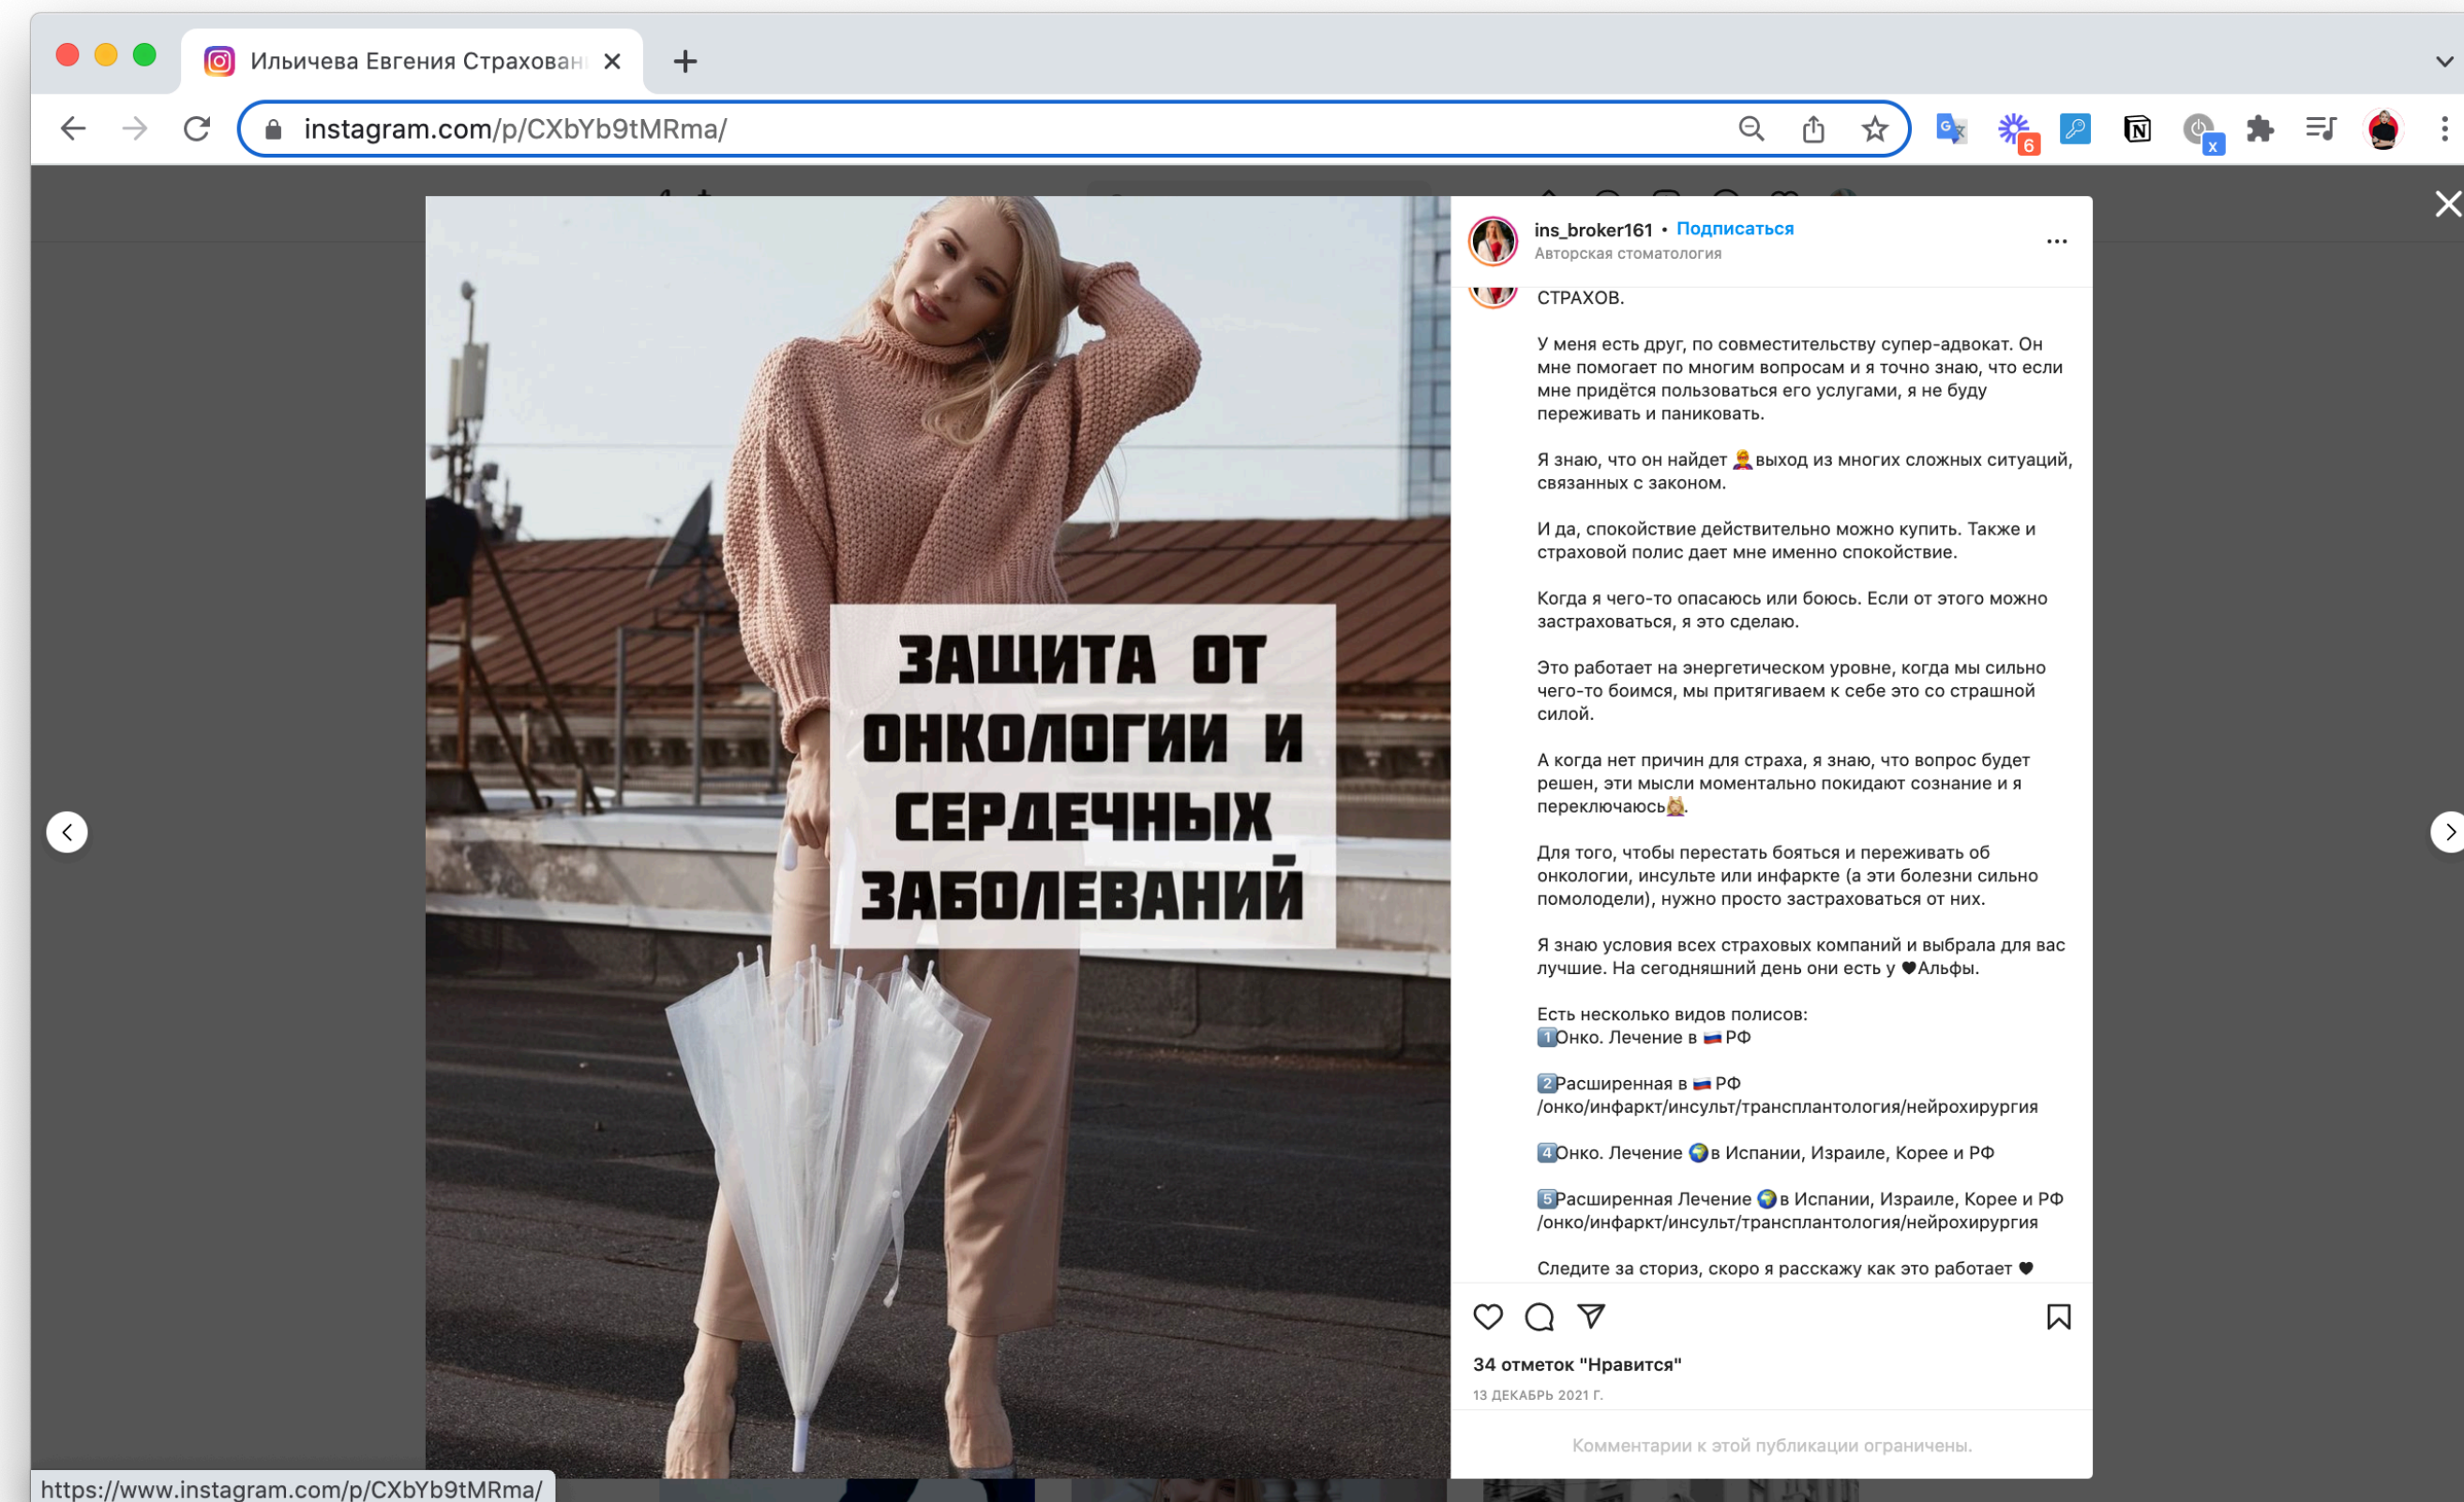 Ильичева Евгения Страхован
instagram.com/p/CXbYb9tMRma/
6
x
ЗАЩИТА ОТ
ОНКОЛОГИИ И
СЕРДЕЧНЫХ
ЗАБОЛЕВАНИЙ
ins_broker161 • Подписаться
Авторская стоматология
СТРАХОВ.
У меня есть друг, по совместительству супер-адвокат. Он
мне помогает по многим вопросам и я точно знаю, что если
мне придётся пользоваться его услугами, я не буду
переживать и паниковать.
Я знаю, что он найдет 🦸выход из многих сложных ситуаций,
связанных с законом.
И да, спокойствие действительно можно купить. Также и
страховой полис дает мне именно спокойствие.
Когда я чего-то опасаюсь или боюсь. Если от этого можно
застраховаться, я это сделаю.
Это работает на энергетическом уровне, когда мы сильно
чего-то боимся, мы притягиваем к себе это со страшной
силой.
А когда нет причин для страха, я знаю, что вопрос будет
решен, эти мысли моментально покидают сознание и я
переключаюсь💆🏼‍♀️.
Для того, чтобы перестать бояться и переживать об
онкологии, инсульте или инфаркте (а эти болезни сильно
помолодели), нужно просто застраховаться от них.
Я знаю условия всех страховых компаний и выбрала для вас
лучшие. На сегодняшний день они есть у 🖤Альфы.
Есть несколько видов полисов:
1️⃣Онко. Лечение в 🇷🇺РФ
2️⃣Расширенная в 🇷🇺РФ
/онко/инфаркт/инсульт/трансплантология/нейрохирургия
4️⃣Онко. Лечение 🌍в Испании, Израиле, Корее и РФ
5️⃣Расширенная Лечение 🌍в Испании, Израиле, Корее и РФ
/онко/инфаркт/инсульт/трансплантология/нейрохирургия
Следите за сториз, скоро я расскажу как это работает 🖤
34 отметок "Нравится"
13 ДЕКАБРЬ 2021 Г.
Комментарии к этой публикации ограничены.
https://www.instagram.com/p/CXbYb9tMRma/